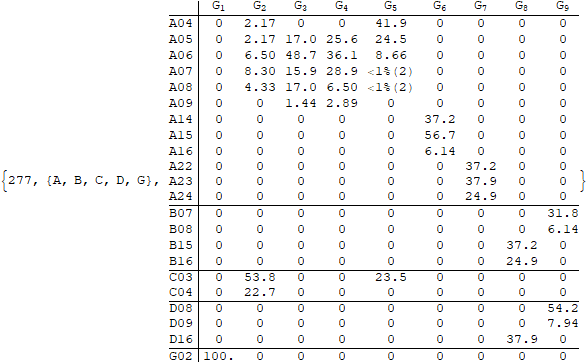 G1 G2 G3 G4 G5 G6 G7 G8 G9
A04 0 2.17 0 0 41.9 0 0 0 0
A05 0 2.17 17.0 25.6 24.5 0 0 0 0
A06 0 6.50 48.7 36.1 8.66 0 0 0 0
A07 0 8.30 15.9 28.9 <1%(2) 0 0 0 0
A08 0 4.33 17.0 6.50 <1%(2) 0 0 0 0
A09 0 0 1.44 2.89 0 0 0 0 0
A14 0 0 0 0 0 37.2 0 0 0
A15 0 0 0 0 0 56.7 0 0 0
A16 0 0 0 0 0 6.14 0 0 0
A22 0 0 0 0 0 0 37.2 0 0
{277, {A, B, C, D, G}, A23 0 0 0 0 0 0 37.9 0 0 }
A24 0 0 0 0 0 0 24.9 0 0
B07 0 0 0 0 0 0 0 0 31.8
B08 0 0 0 0 0 0 0 0 6.14
B15 0 0 0 0 0 0 0 37.2 0
B16 0 0 0 0 0 0 0 24.9 0
C03 0 53.8 0 0 23.5 0 0 0 0
C04 0 22.7 0 0 0 0 0 0 0
D08 0 0 0 0 0 0 0 0 54.2
D09 0 0 0 0 0 0 0 0 7.94
D16 0 0 0 0 0 0 0 37.9 0
G02 100. 0 0 0 0 0 0 0 0